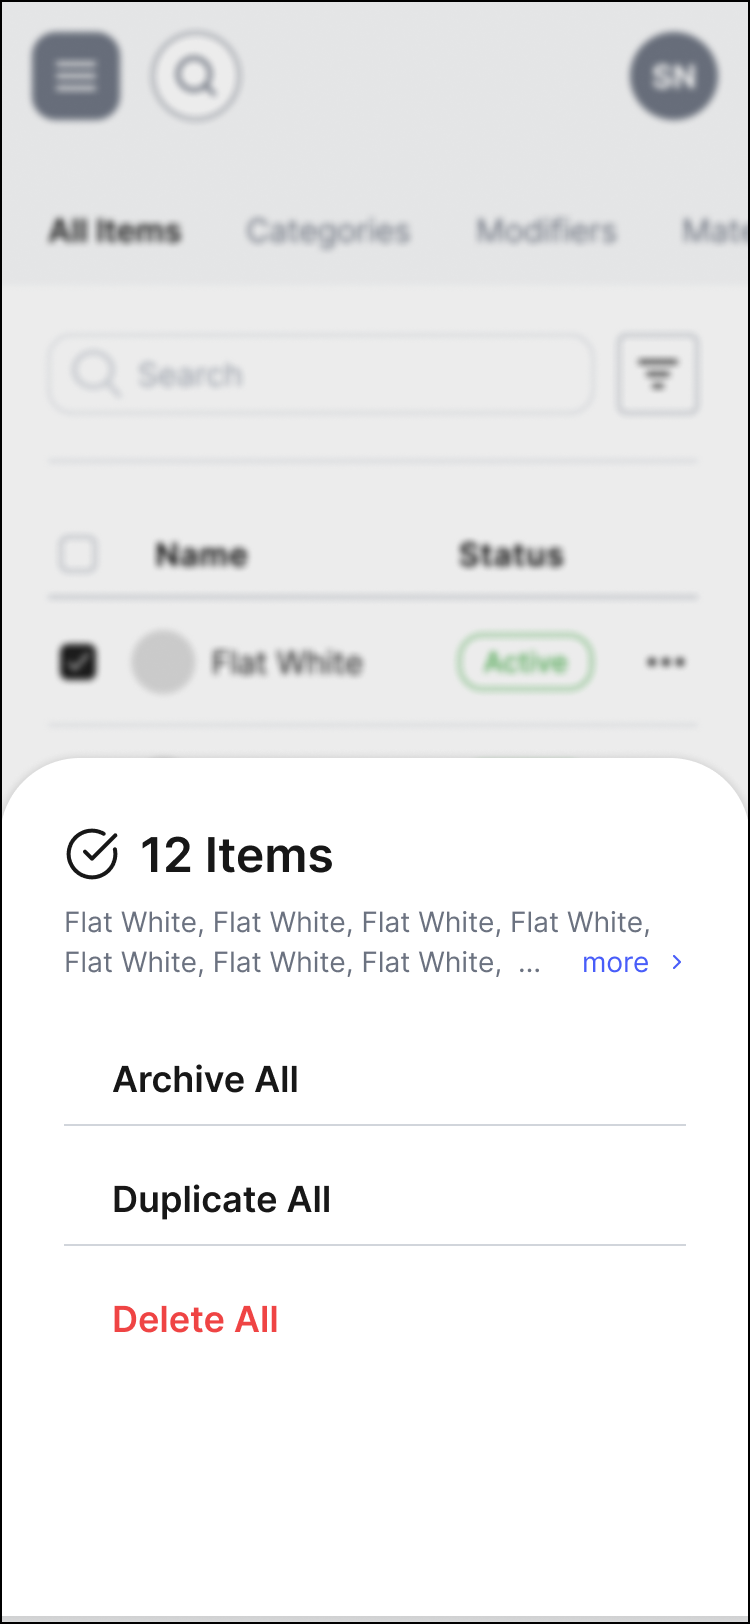 SN
All Items Categories Modifiers Mate
Search
Name Status
Flat White Active
12 Items
Flat White, Flat White, Flat White, Flat White,
Flat White, Flat White, Flat White, ... more
Archive All
Duplicate All
Delete All